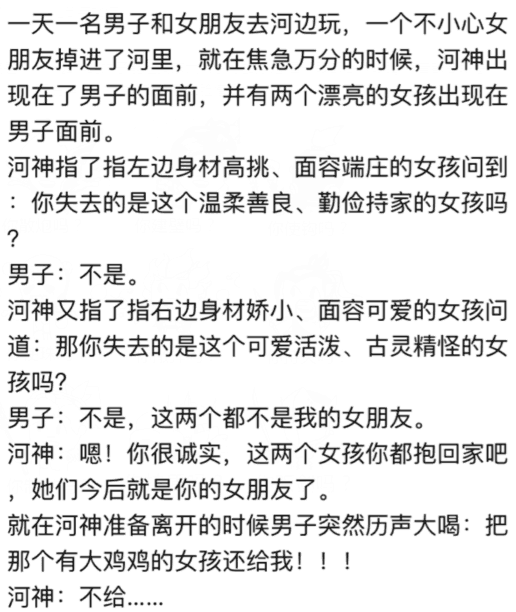 一天一名男子和女朋友去河边玩，一个不小心女
朋友掉进了河里，就在焦急万分的时候，河神出
现在了男子的面前，并有两个漂亮的女孩出现在
男子面前。
河神指了指左边身材高挑、面容端庄的女孩问到
：你失去的是这个温柔善良、勤俭持家的女孩吗
？
男子：不是。
河神又指了指右边身材娇小、面容可爱的女孩问
道：那你失去的是这个可爱活泼、古灵精怪的女
孩吗？
男子：不是，这两个都不是我的女朋友。
河神：嗯！你很诚实，这两个女孩你都抱回家吧
，她们今后就是你的女朋友了。
就在河神准备离开的时候男子突然历声大喝：把
那个有大鸡鸡的女孩还给我！！！
河神：不给......